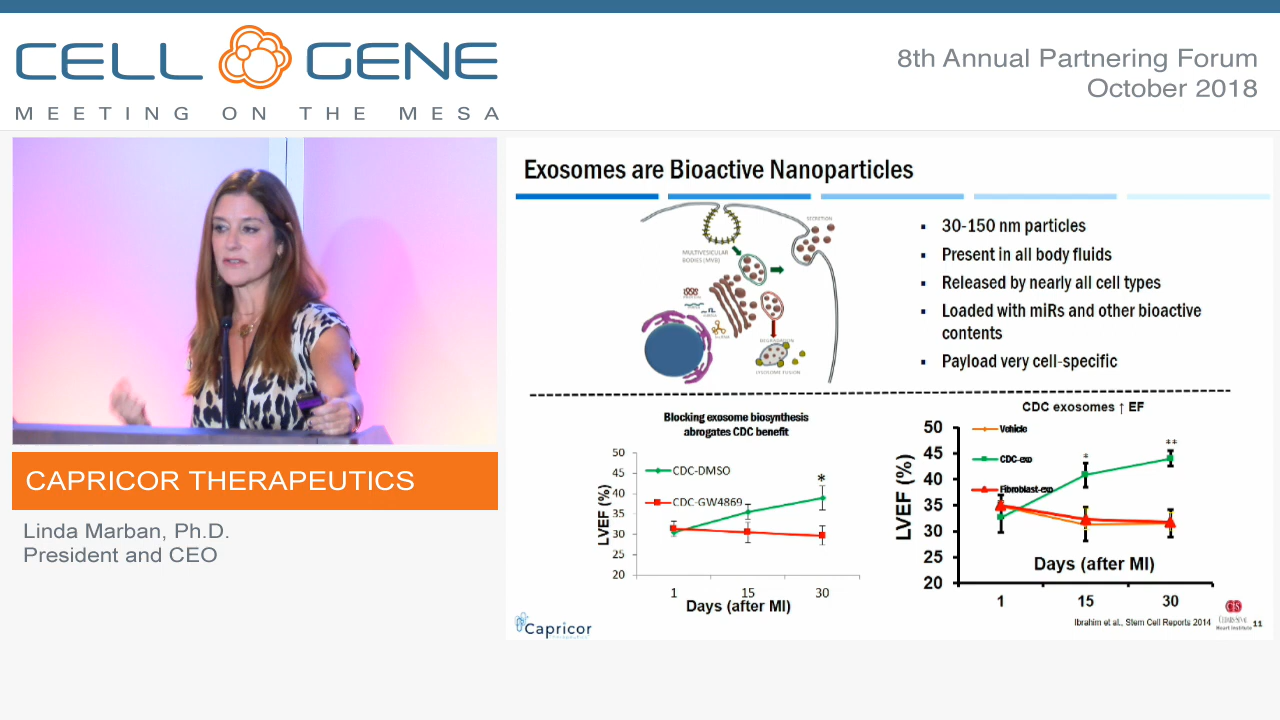 CELL GENE
MEETING ON THE MESA
8th Annual Partnering Forum
October 2018
CAPRICOR THERAPEUTICS
Linda Marban, Ph.D.
President and CEO
Exosomes are Bioactive Nanoparticles
SECRETION
MULTIVESICULAR
BODIES (MVB)
DEGRADATION
LYSOSOME FUSION
▪ 30-150 nm particles
▪ Present in all body fluids
▪ Released by nearly all cell types
▪ Loaded with miRs and other bioactive
contents
▪ Payload very cell-specific
Blocking exosome biosynthesis
abrogates CDC benefit
50
45
40
35
30
25
20
LVEF (%)
CDC-DMSO
CDC-GW4869
*
1 15 30
Days (after MI)
CDC exosomes ↑ EF
50
45
40
35
30
25
20
LVEF (%)
Vehicle
CDC-exo
Fibroblast-exo
*
**
Days (after MI)
1 15 30
Ibrahim et al., Stem Cell Reports 2014
Capricor
CEDARS-SINAI
Heart Institute
11